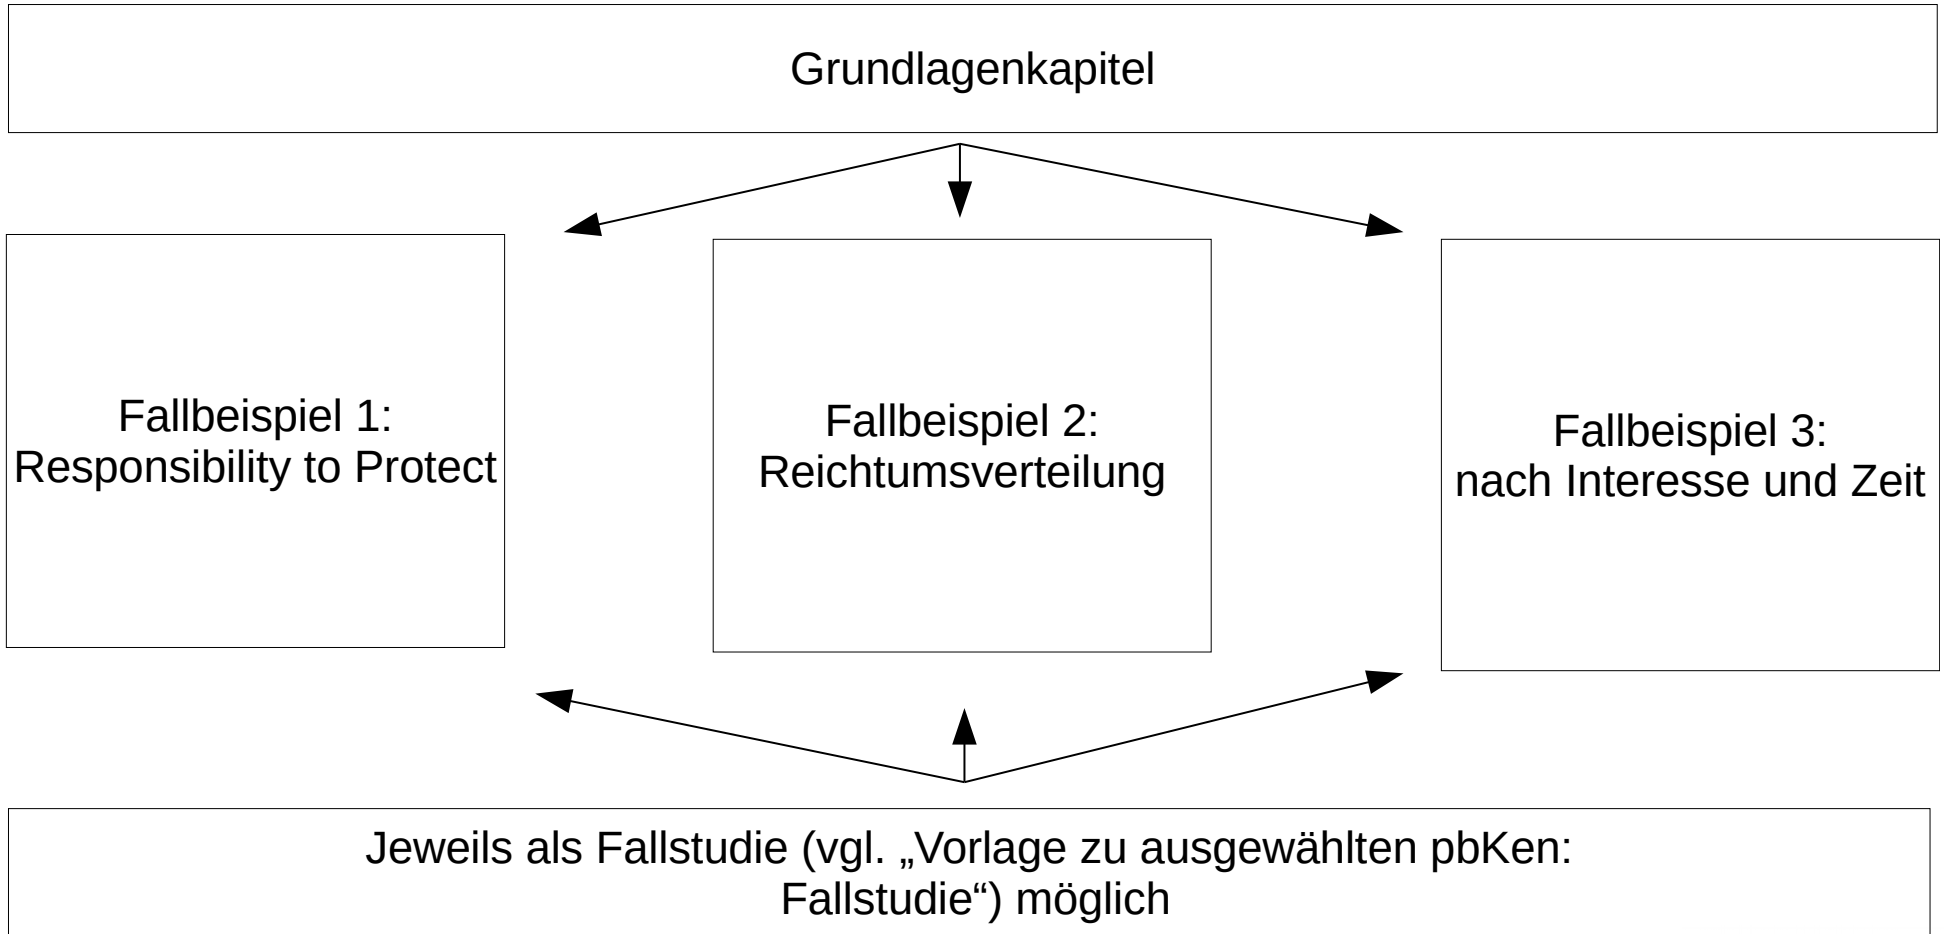 Grundlagenkapitel
Fallbeispiel 1:
Responsibility to Protect
Fallbeispiel 2:
Reichtumsverteilung
Fallbeispiel 3:
nach Interesse und Zeit
Jeweils als Fallstudie (vgl. „Vorlage zu ausgewählten pbKen:
Fallstudie“) möglich